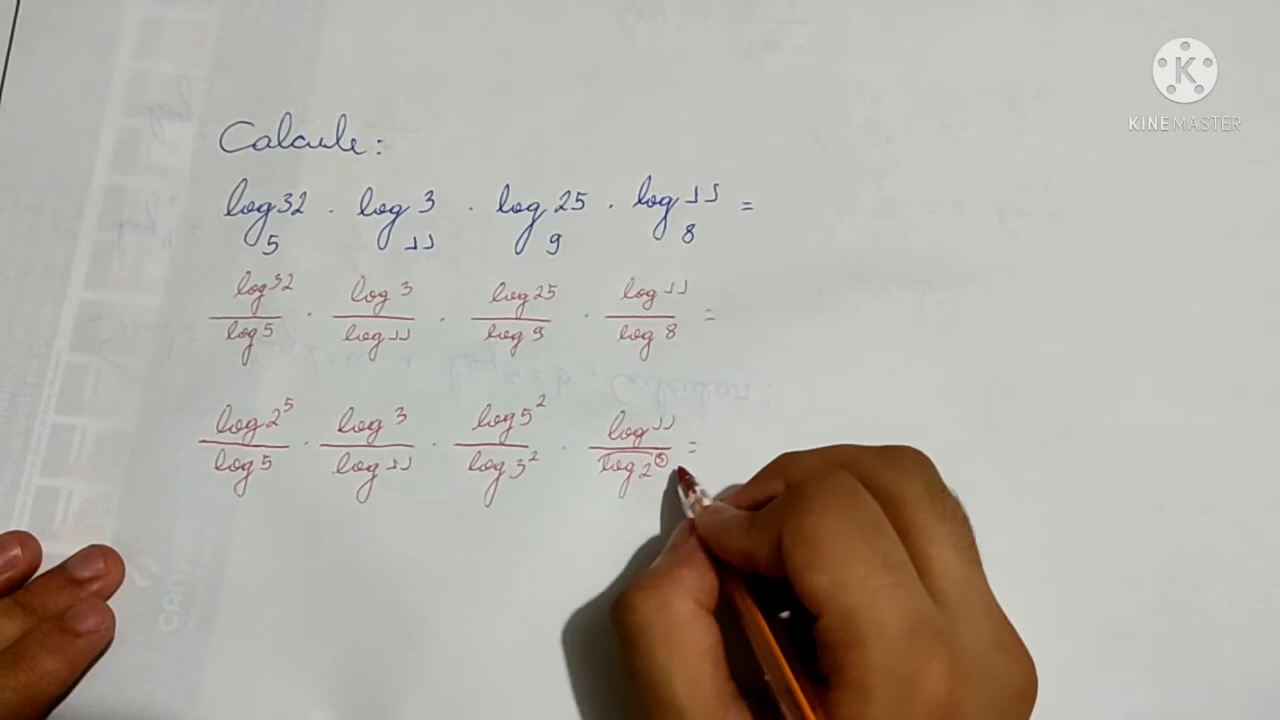 Calcule:
log₅ 32 . log₁₁ 3 . log₉ 25 . log₈ 11 =
log 32 / log 5 . log 3 / log 11 . log 25 / log 9 . log 11 / log 8 =
log 2⁵ / log 5 . log 3 / log 11 . log 5² / log 3² . log 11 / log 2³ =
K
KINEMASTER